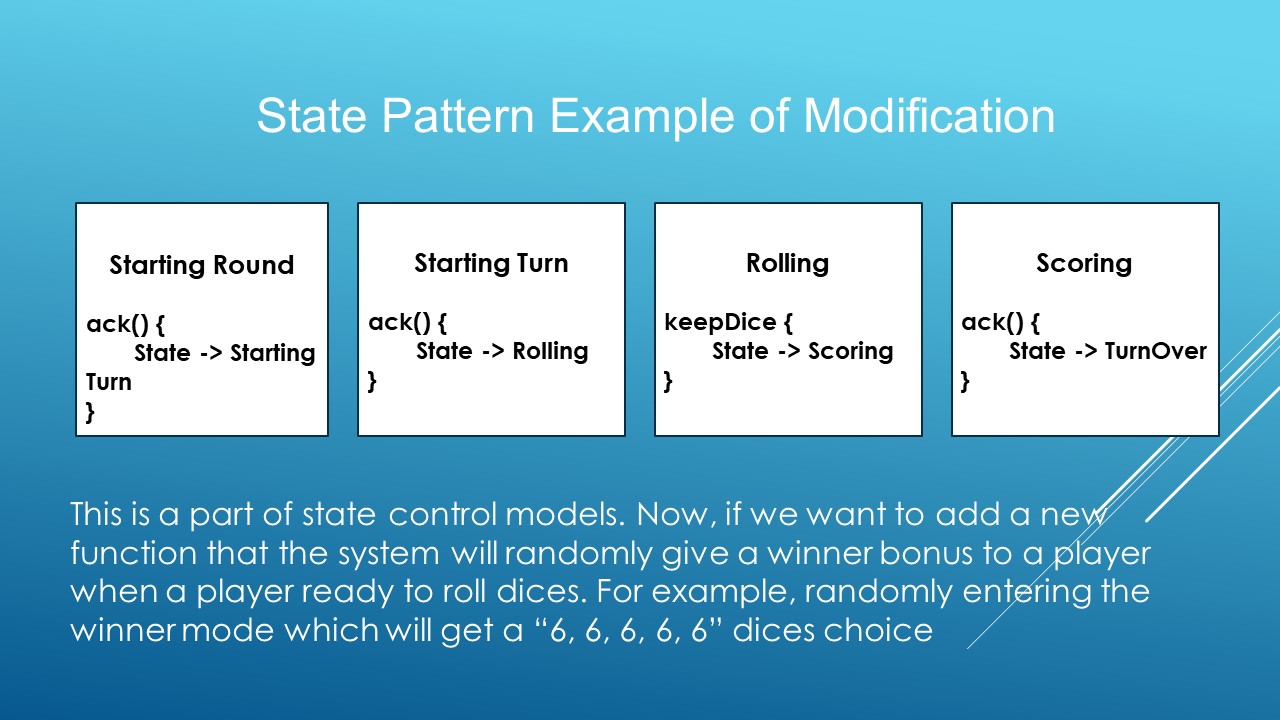 State Pattern Example of Modification
Starting Round
ack() {
State -> Starting
Turn
}
Starting Turn
ack() {
State -> Rolling
}
Rolling
keepDice {
State -> Scoring
}
Scoring
ack() {
State -> TurnOver
}
This is a part of state control models. Now, if we want to add a new
function that the system will randomly give a winner bonus to a player
when a player ready to roll dices. For example, randomly entering the
winner mode which will get a “6, 6, 6, 6, 6” dices choice